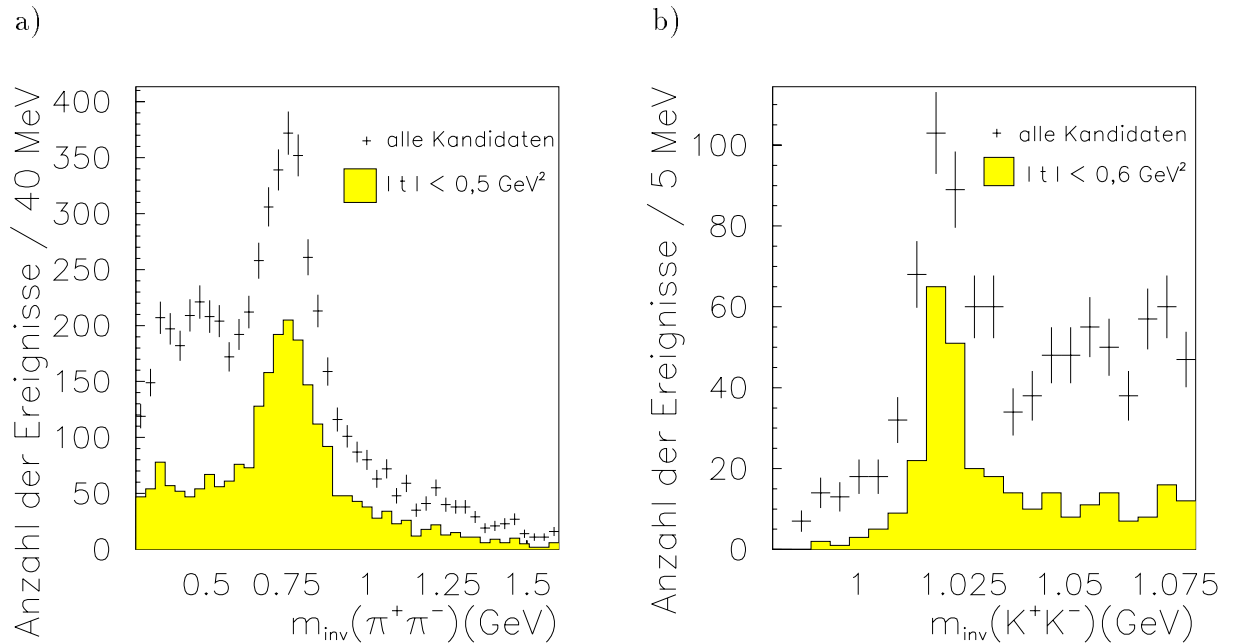 a)
Anzahl der Ereignisse / 40 MeV
400
350
300
250
200
150
100
50
0
+ alle Kandidaten
| t | < 0,5 GeV²
0.5 0.75 1 1.25 1.5
m_inv(π⁺π⁻)(GeV)
b)
Anzahl der Ereignisse / 5 MeV
100
80
60
40
20
0
+ alle Kandidaten
| t | < 0,6 GeV²
1 1.025 1.05 1.075
m_inv(K⁺K⁻)(GeV)